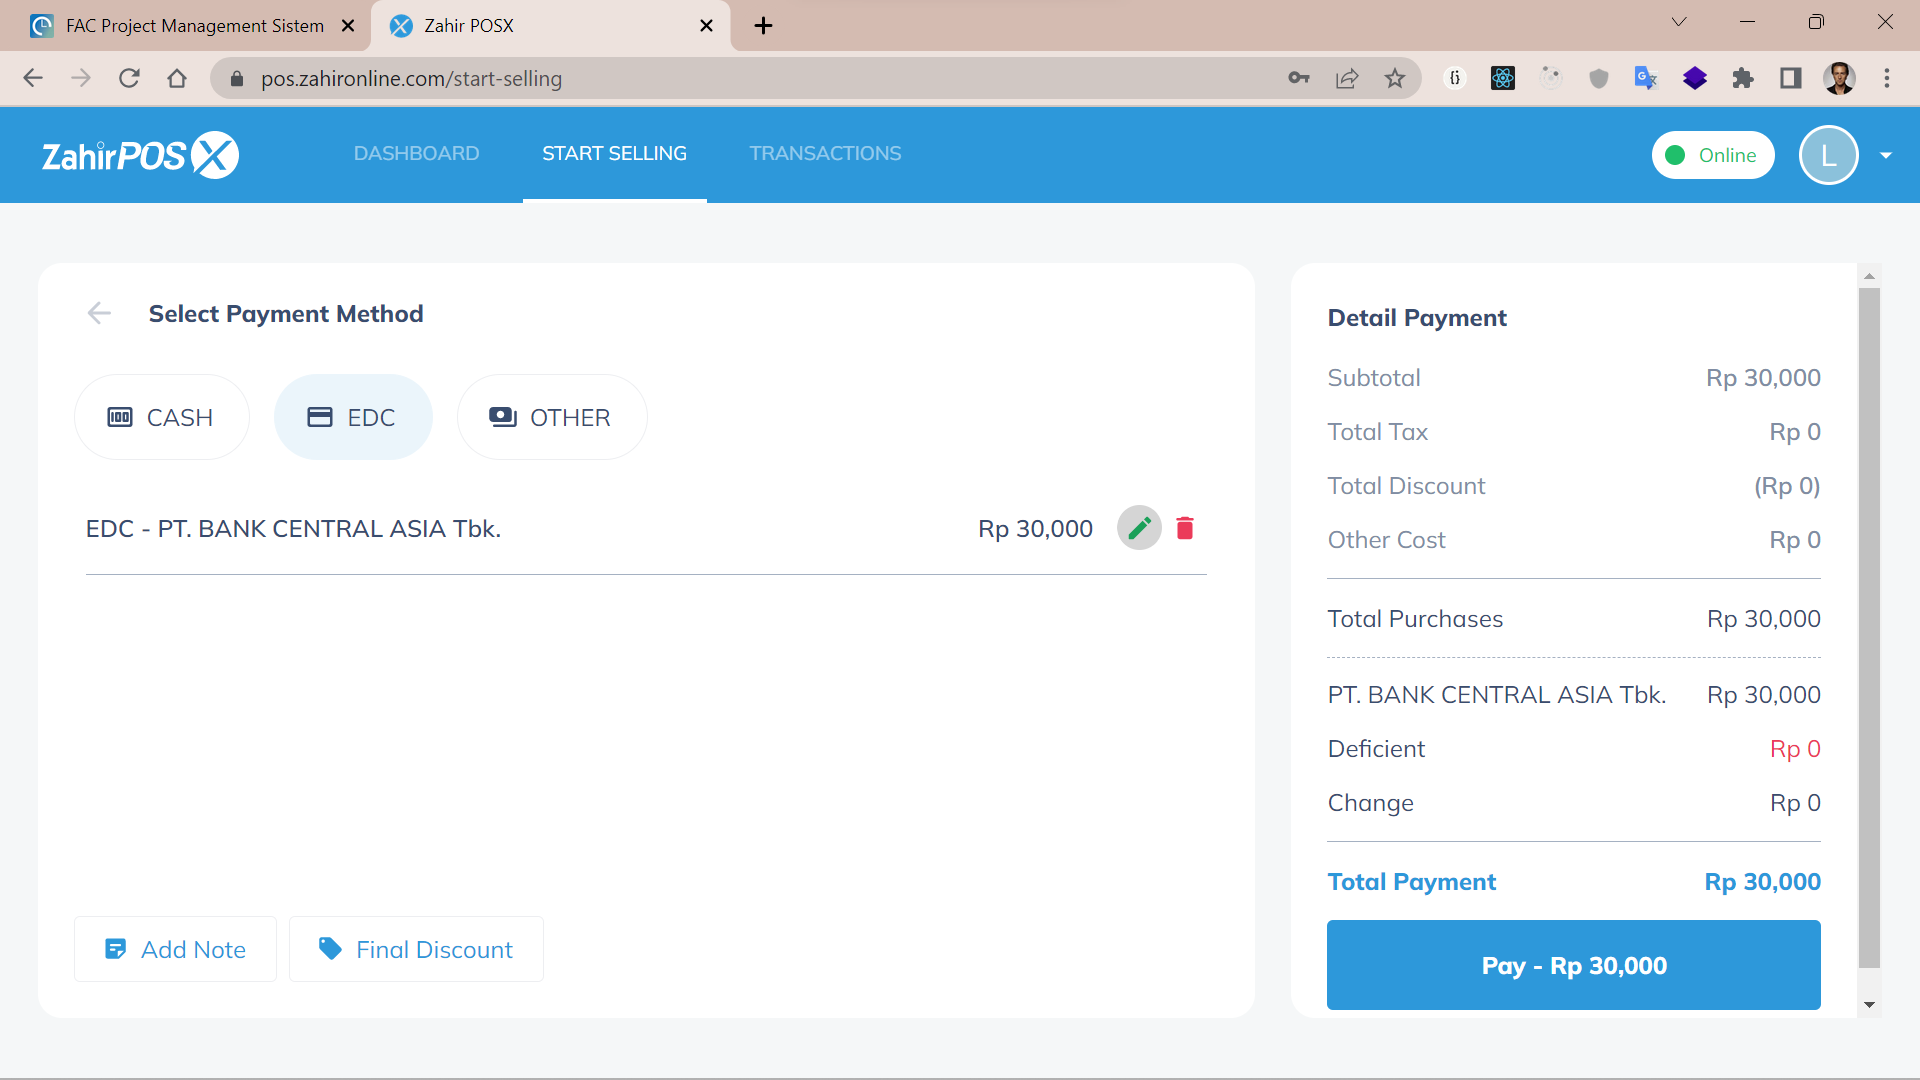 FAC Project Management Sistem
Zahir POSX
pos.zahironline.com/start-selling
ZahirPOS X
DASHBOARD
START SELLING
TRANSACTIONS
Online
L
Select Payment Method
CASH
EDC
OTHER
EDC - PT. BANK CENTRAL ASIA Tbk. Rp 30,000
Add Note
Final Discount
Detail Payment
Subtotal Rp 30,000
Total Tax Rp 0
Total Discount (Rp 0)
Other Cost Rp 0
Total Purchases Rp 30,000
PT. BANK CENTRAL ASIA Tbk. Rp 30,000
Deficient Rp 0
Change Rp 0
Total Payment Rp 30,000
Pay - Rp 30,000